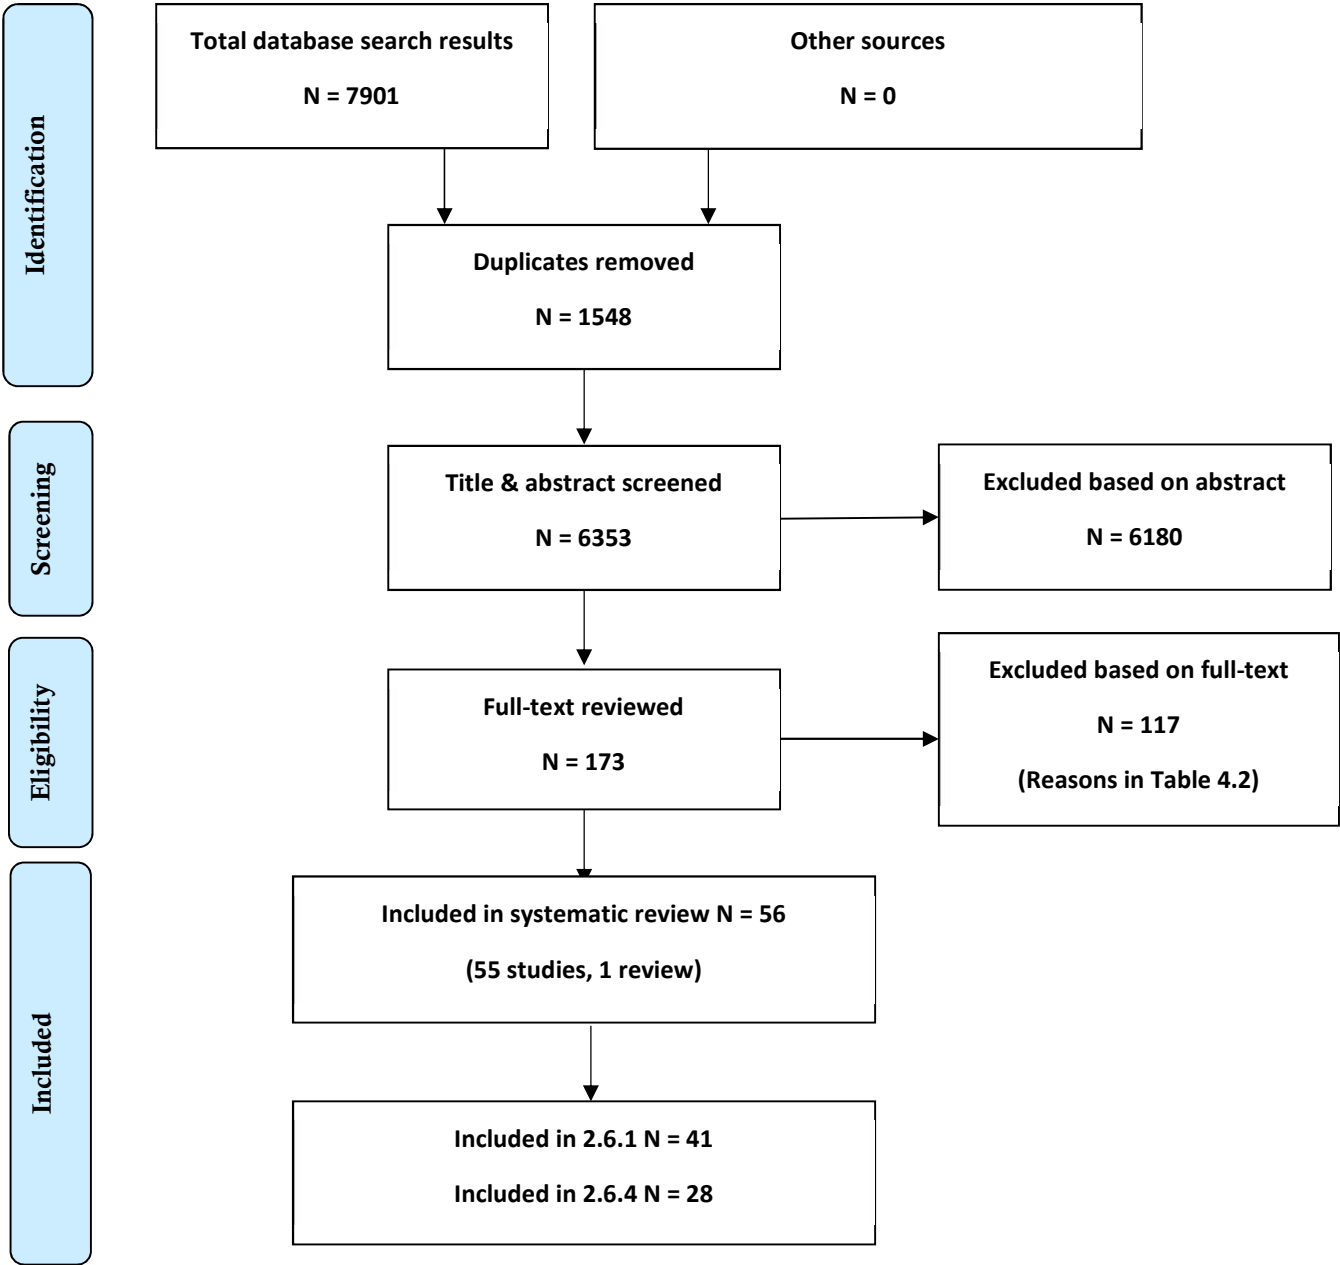 Identification
Total database search results
N = 7901
Other sources
N = 0
Duplicates removed
N = 1548
Screening
Title & abstract screened
N = 6353
Excluded based on abstract
N = 6180
Eligibility
Full-text reviewed
N = 173
Excluded based on full-text
N = 117
(Reasons in Table 4.2)
Included
Included in systematic review N = 56
(55 studies, 1 review)
Included in 2.6.1 N = 41
Included in 2.6.4 N = 28